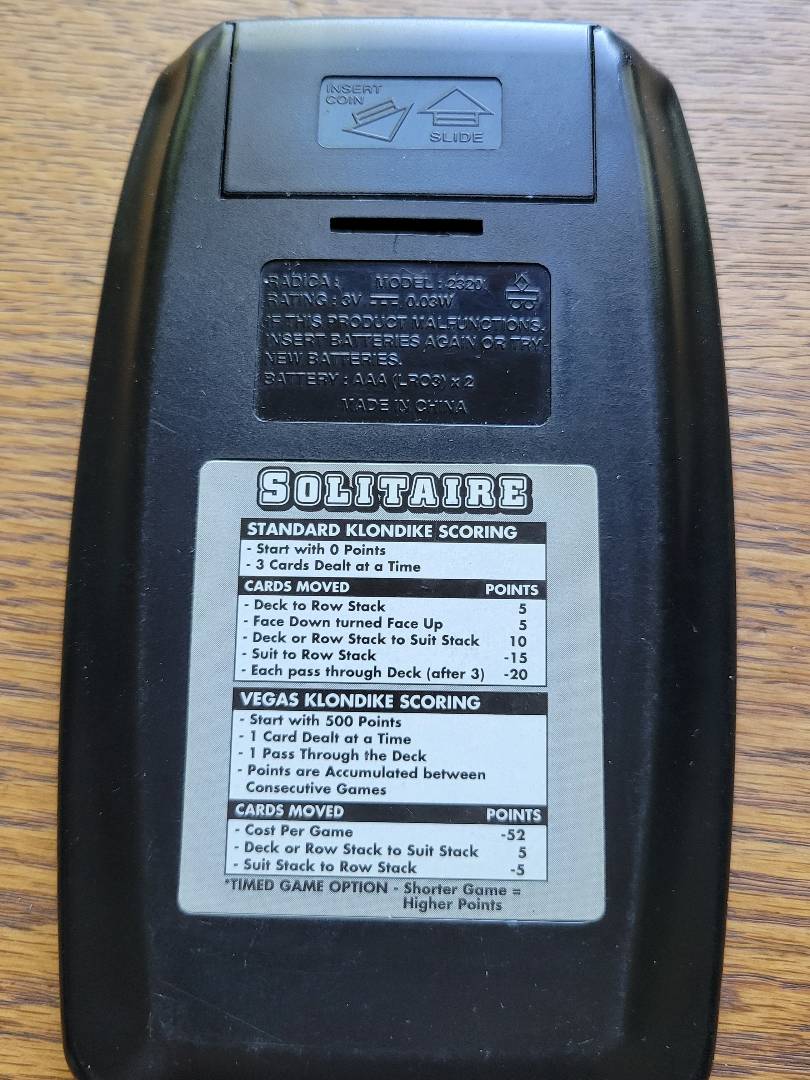 INSERT
COIN
SLIDE
RADICA: MODEL: 2320
RATING: 3V 0.03W
IF THIS PRODUCT MALFUNCTIONS.
INSERT BATTERIES AGAIN OR TRY
NEW BATTERIES.
BATTERY : AAA (LR03) x 2
MADE IN CHINA
SOLITAIRE
STANDARD KLONDIKE SCORING
- Start with 0 Points
- 3 Cards Dealt at a Time
CARDS MOVED POINTS
- Deck to Row Stack 5
- Face Down turned Face Up 5
- Deck or Row Stack to Suit Stack 10
- Suit to Row Stack -15
- Each pass through Deck (after 3) -20
VEGAS KLONDIKE SCORING
- Start with 500 Points
- 1 Card Dealt at a Time
- 1 Pass Through the Deck
- Points are Accumulated between
Consecutive Games
CARDS MOVED POINTS
- Cost Per Game -52
- Deck or Row Stack to Suit Stack 5
- Suit Stack to Row Stack -5
*TIMED GAME OPTION - Shorter Game =
Higher Points